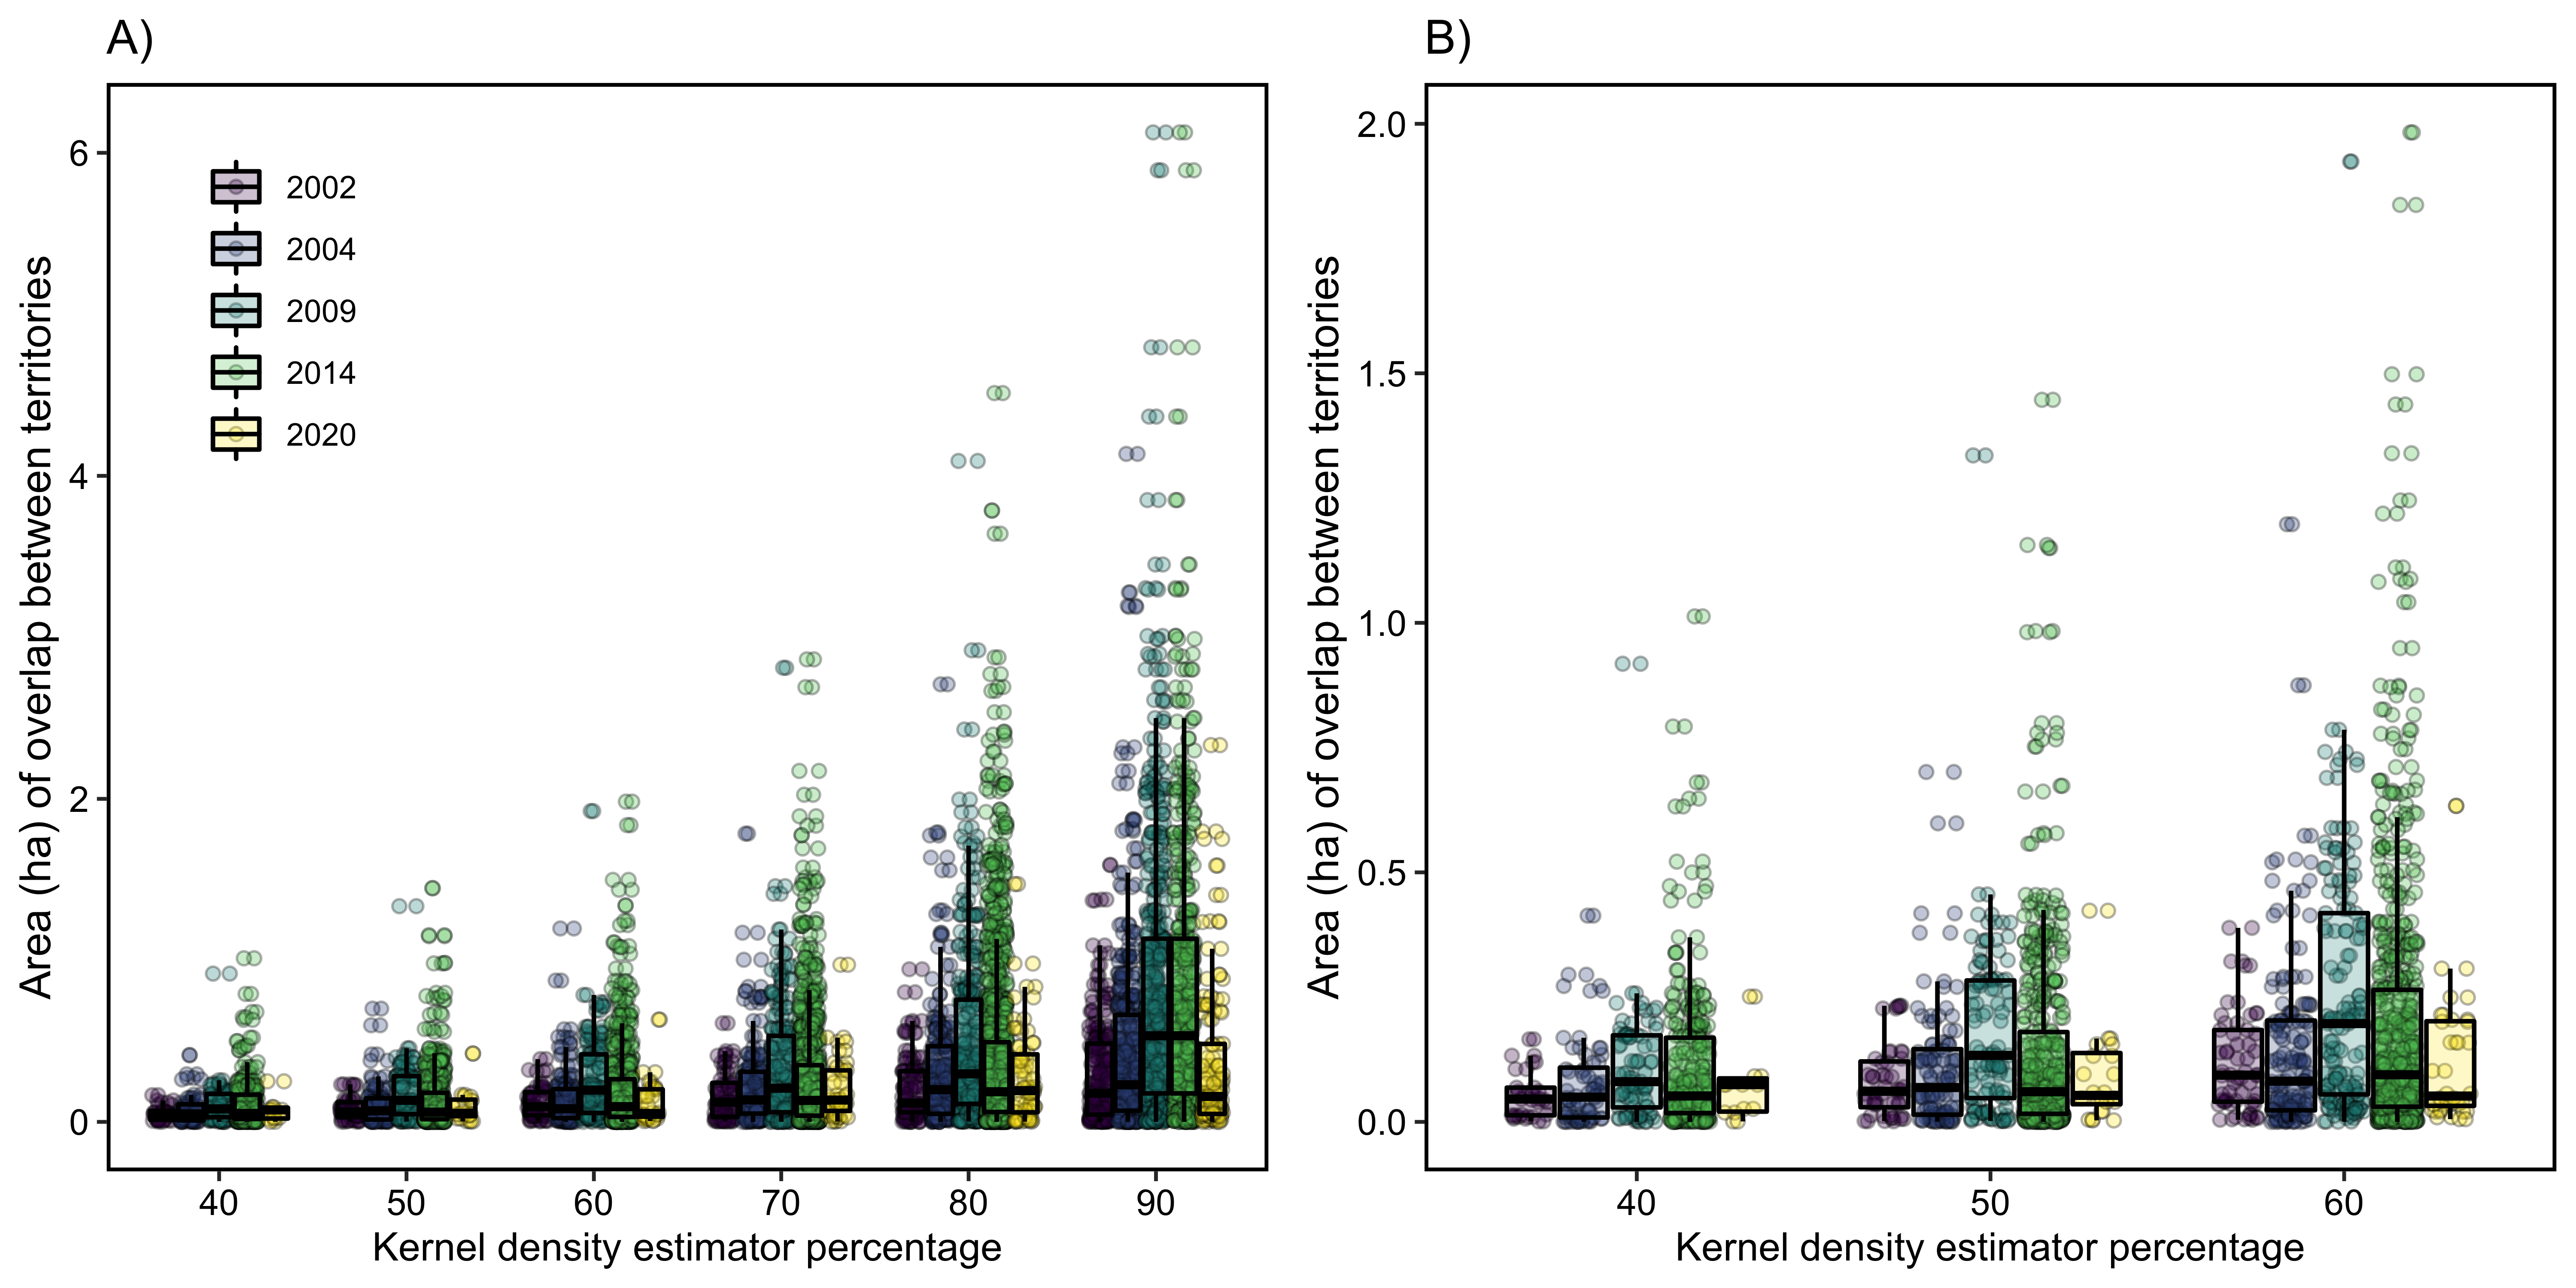 A)
Area (ha) of overlap between territories
6
4
2
0
2002
2004
2009
2014
2020
40 50 60 70 80 90
Kernel density estimator percentage
B)
Area (ha) of overlap between territories
2.0
1.5
1.0
0.5
0.0
40 50 60
Kernel density estimator percentage